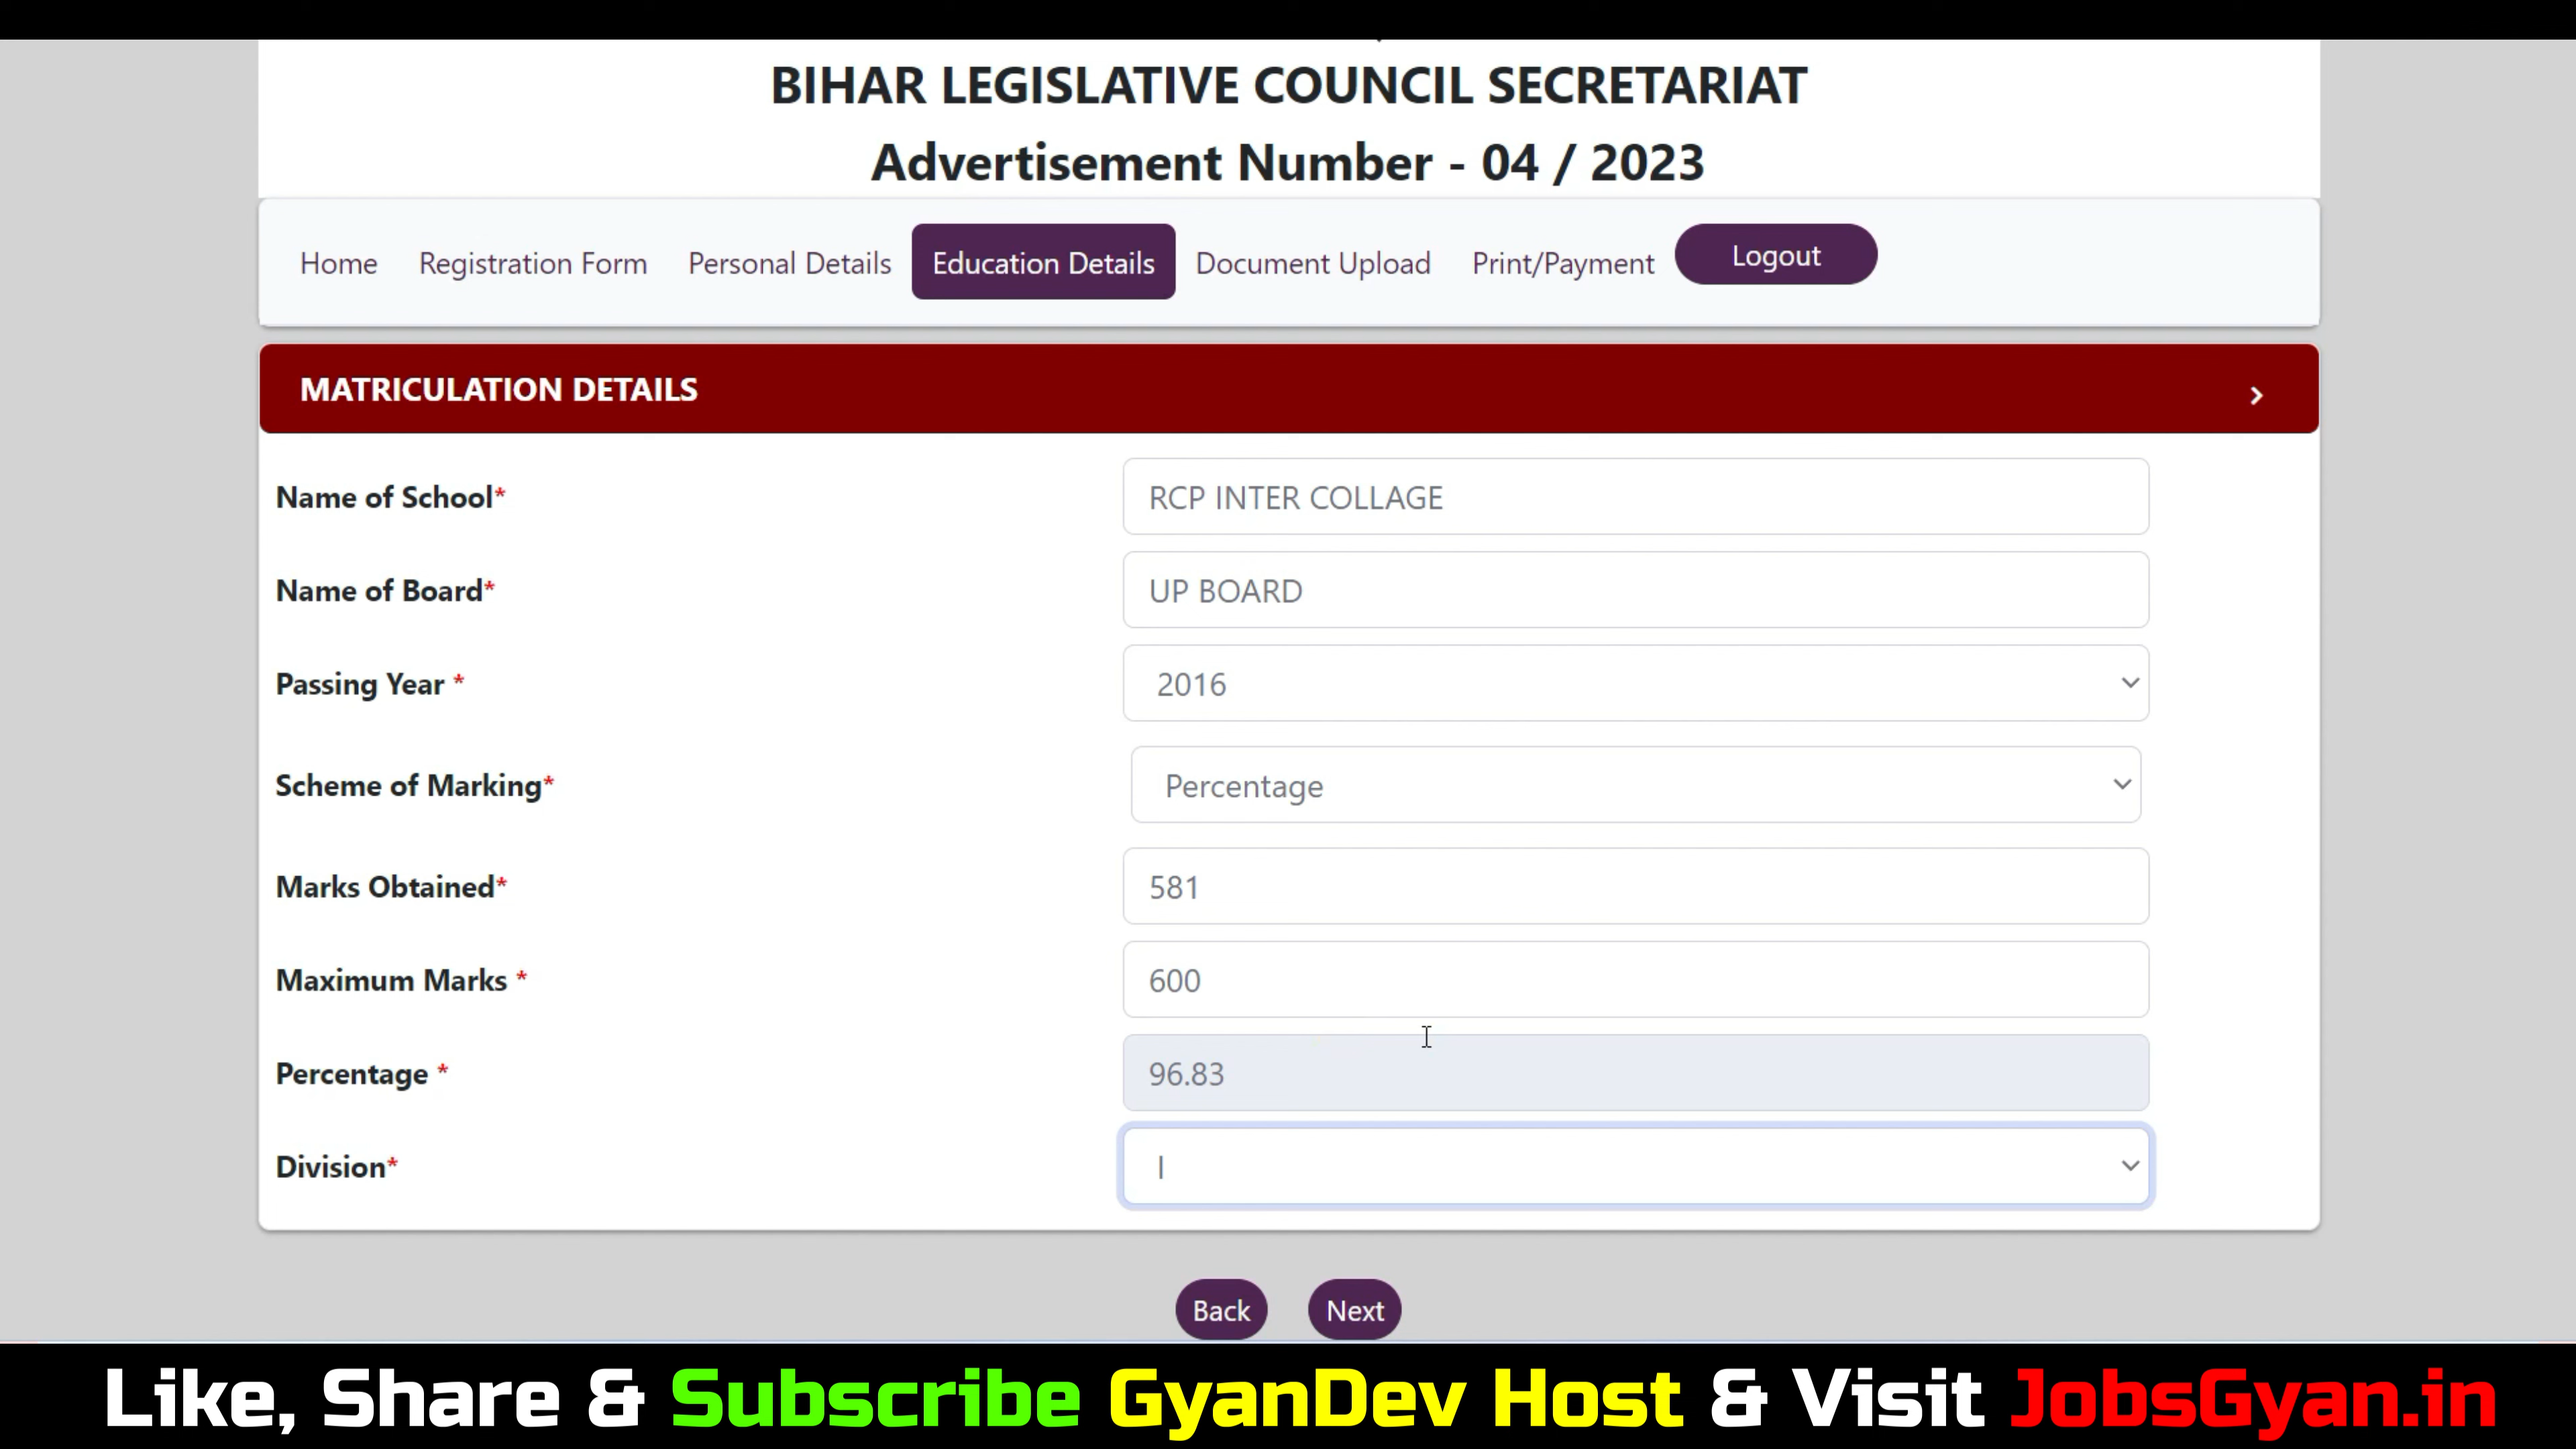 BIHAR LEGISLATIVE COUNCIL SECRETARIAT
Advertisement Number - 04 / 2023
Home Registration Form Personal Details Education Details Document Upload Print/Payment Logout
MATRICULATION DETAILS
Name of School* RCP INTER COLLAGE
Name of Board* UP BOARD
Passing Year * 2016
Scheme of Marking* Percentage
Marks Obtained* 581
Maximum Marks * 600
Percentage * 96.83
Division* I
Back Next
Like, Share & Subscribe GyanDev Host & Visit JobsGyan.in